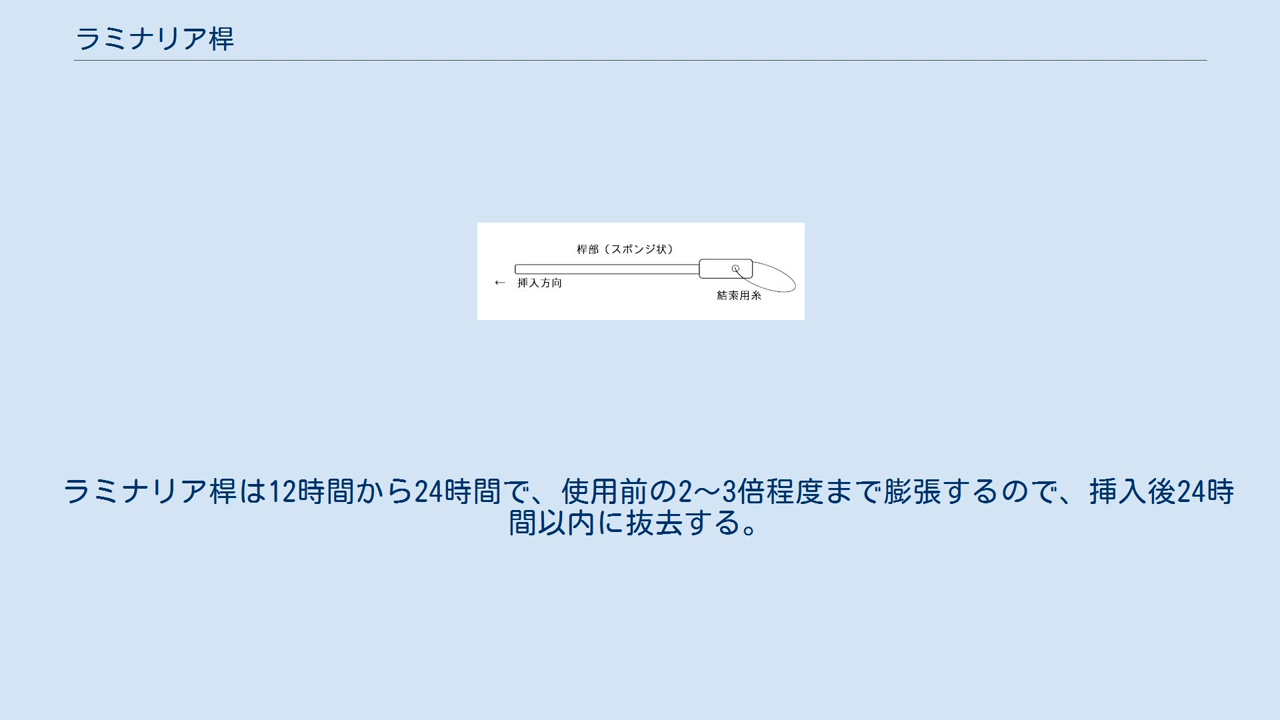 ラミナリア桿
桿部（スポンジ状）
← 挿入方向
結索用糸
ラミナリア桿は12時間から24時間で、使用前の2～3倍程度まで膨張するので、挿入後24時
間以内に抜去する。